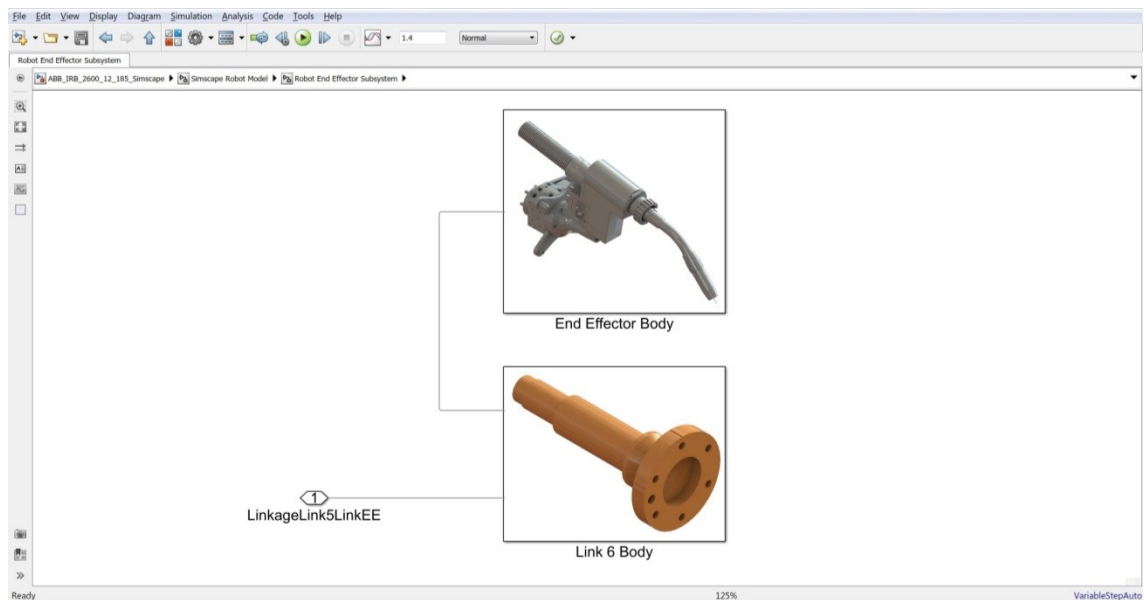 File Edit View Display Diagram Simulation Analysis Code Tools Help
1.4 Normal
Robot End Effector Subsystem
ABB_IRB_2600_12_185_Simscape Simscape Robot Model Robot End Effector Subsystem
End Effector Body
1
LinkageLink5LinkEE
Link 6 Body
Ready 125% VariableStepAuto